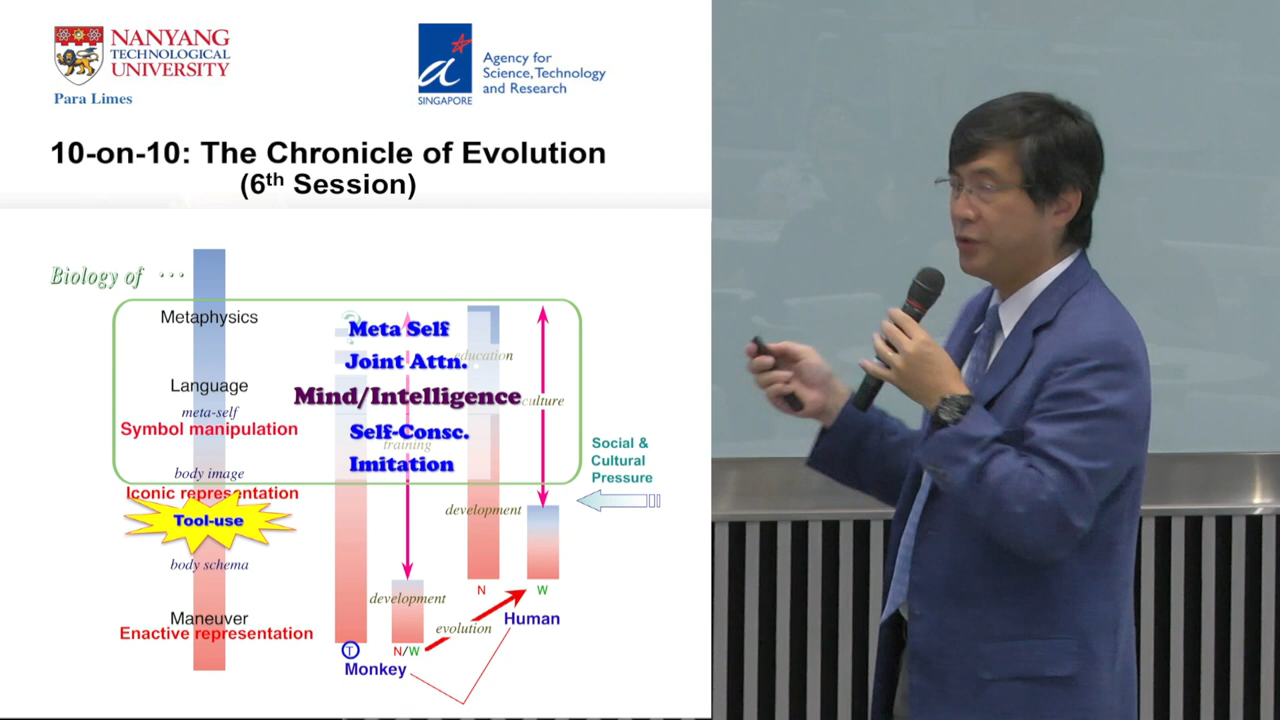 NANYANG
TECHNOLOGICAL
UNIVERSITY
Para Limes
a
SINGAPORE
Agency for
Science, Technology
and Research
10-on-10: The Chronicle of Evolution
(6th Session)
Biology of ···
Metaphysics
?
Meta Self
education
Joint Attn.
Language
Mind/Intelligence
culture
meta-self
Symbol manipulation
Self-Consc.
training
Social &
Cultural
Pressure
body image
Imitation
Iconic representation
Tool-use
development
body schema
development
N
W
Maneuver
Human
Enactive representation
evolution
T
N/W
Monkey